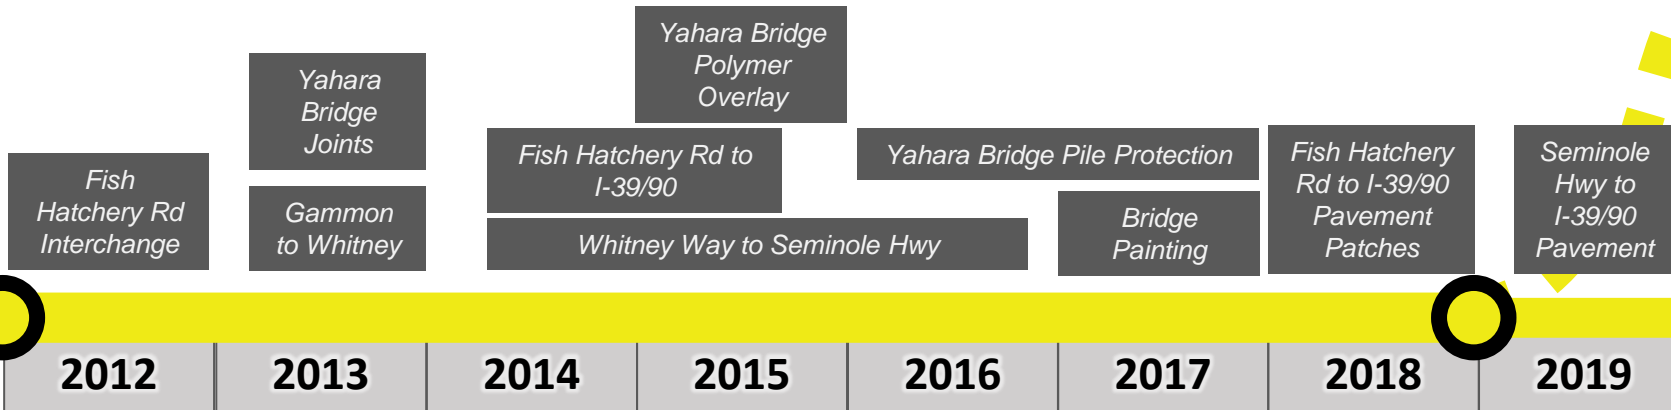 Fish
Hatchery Rd
Interchange
Yahara
Bridge
Joints
Gammon
to Whitney
Yahara Bridge
Polymer
Overlay
Fish Hatchery Rd to
I-39/90
Whitney Way to Seminole Hwy
Yahara Bridge Pile Protection
Bridge
Painting
Fish Hatchery
Rd to I-39/90
Pavement
Patches
Seminole
Hwy to
I-39/90
Pavement
2012
2013
2014
2015
2016
2017
2018
2019